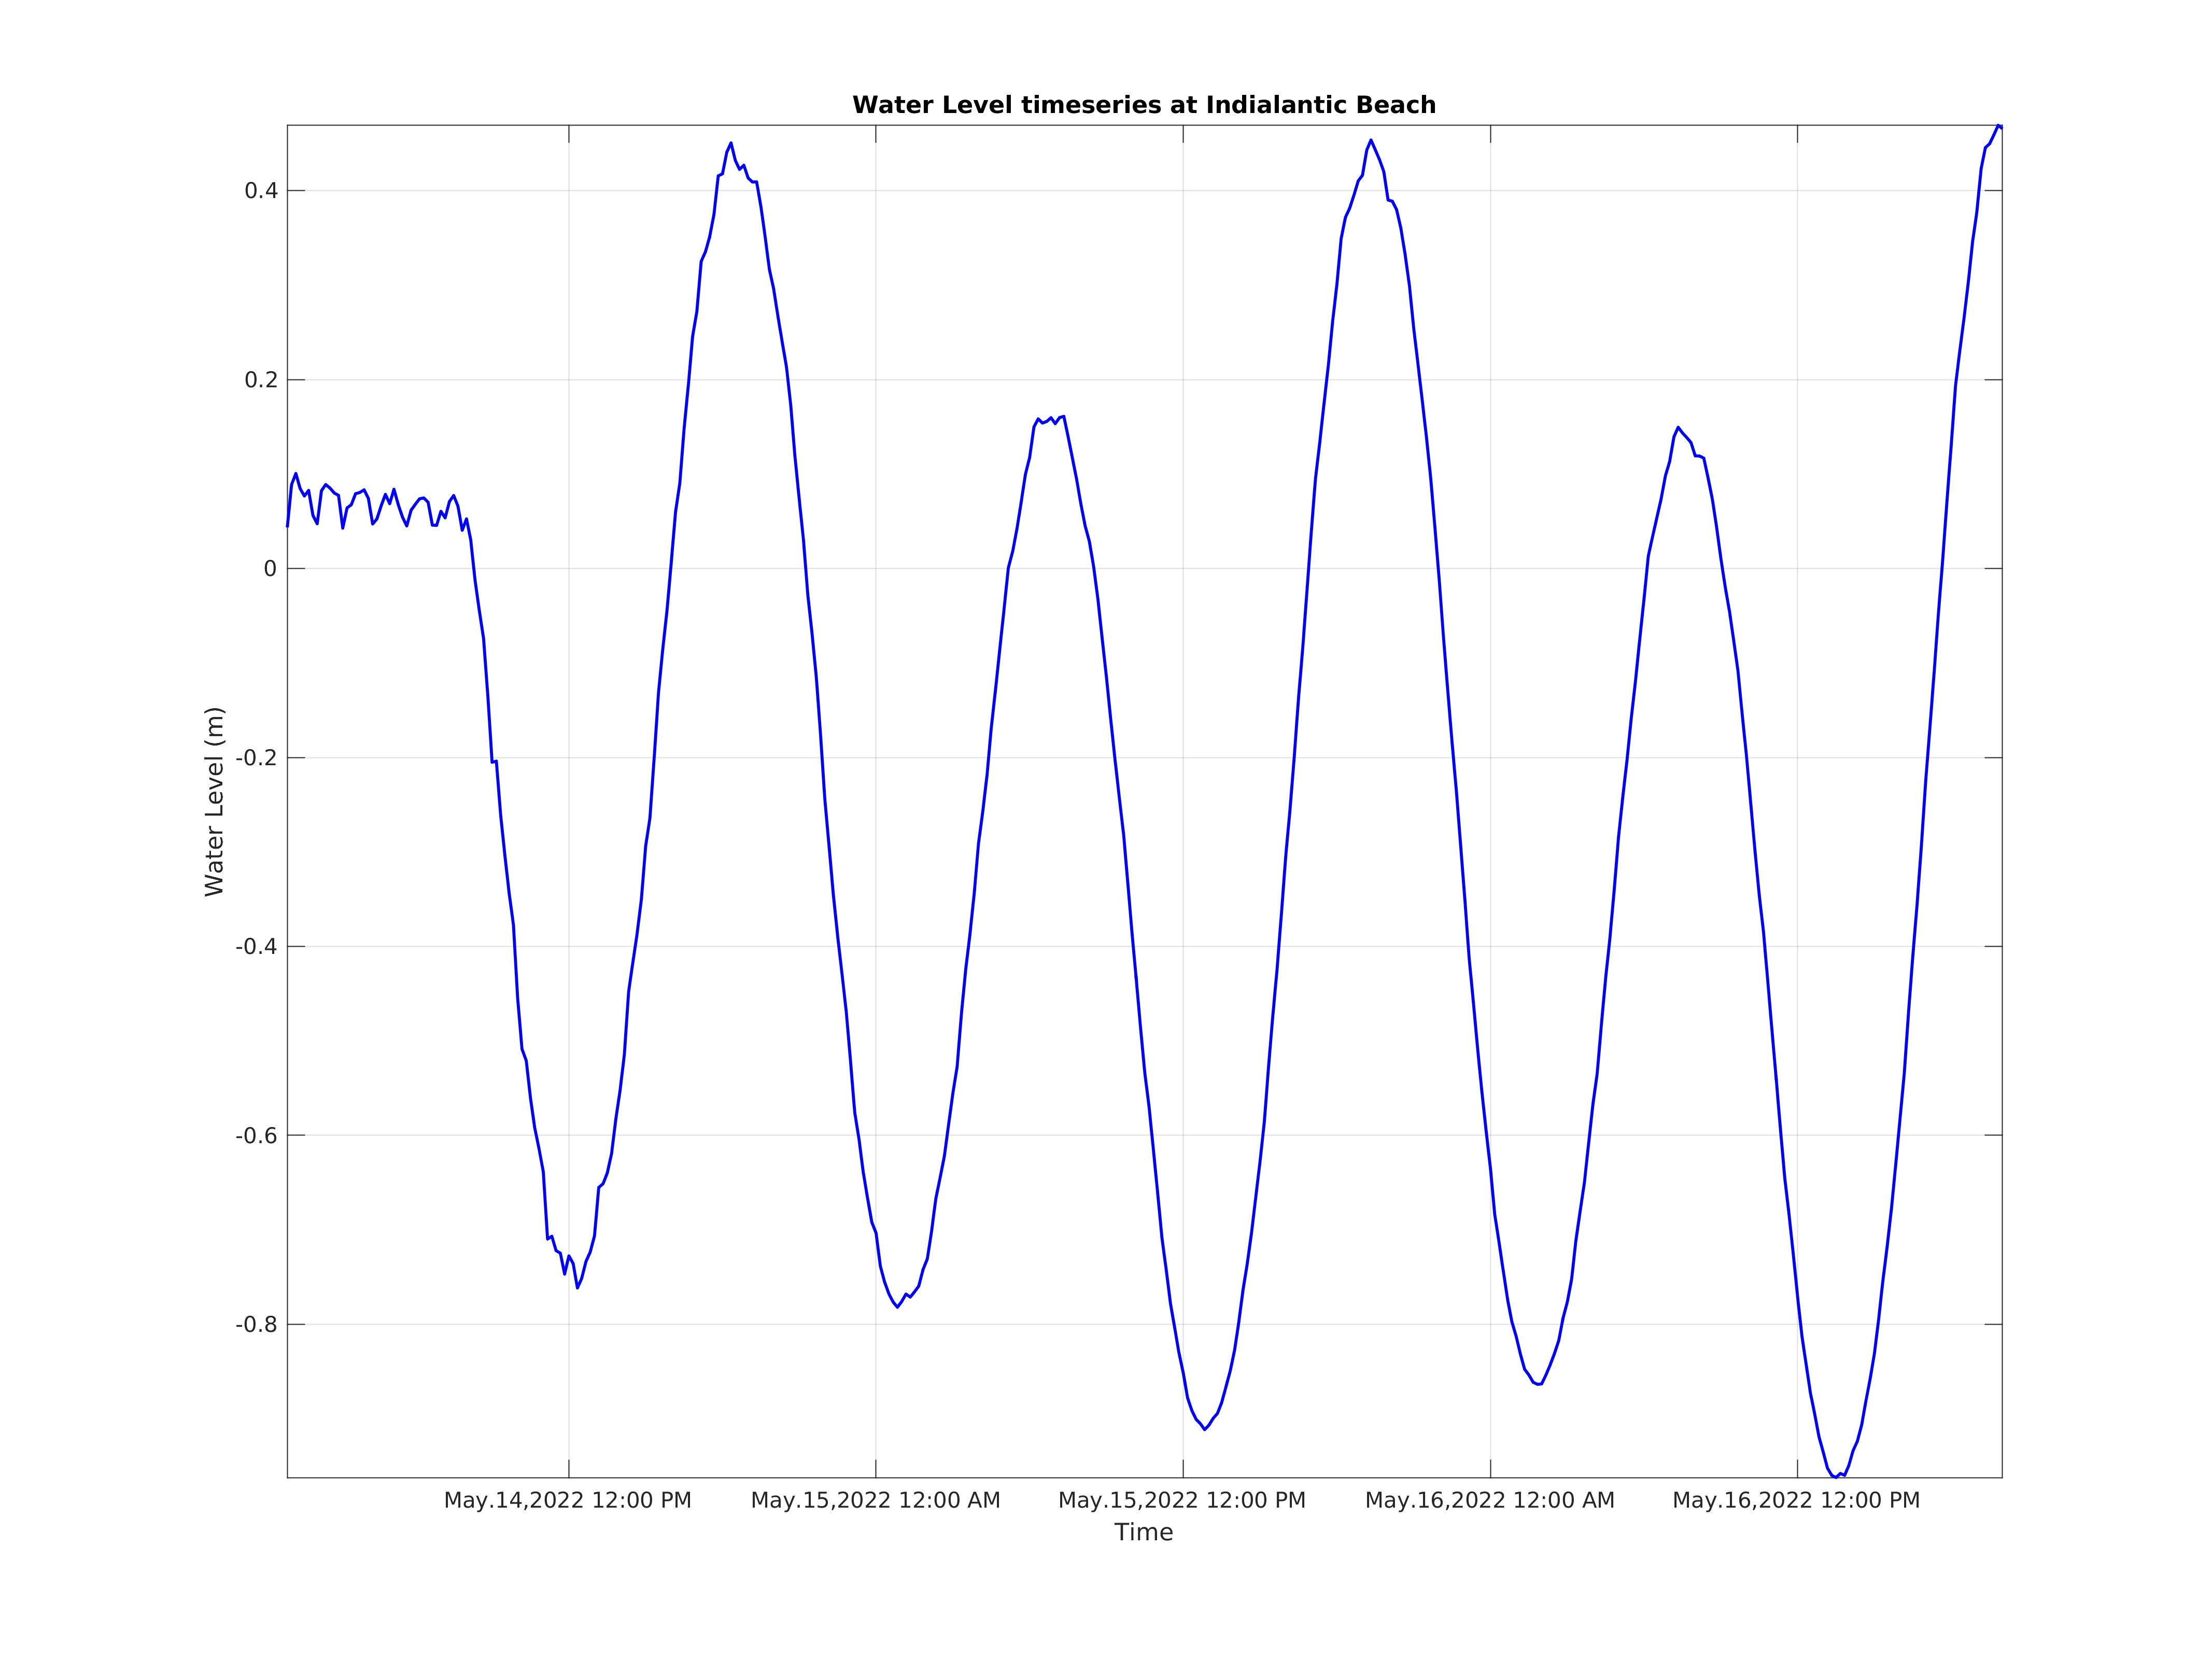 Water Level timeseries at Indialantic Beach
0.4
0.2
0
-0.2
-0.4
-0.6
-0.8
Water Level (m)
May.14,2022 12:00 PM
May.15,2022 12:00 AM
May.15,2022 12:00 PM
May.16,2022 12:00 AM
May.16,2022 12:00 PM
Time